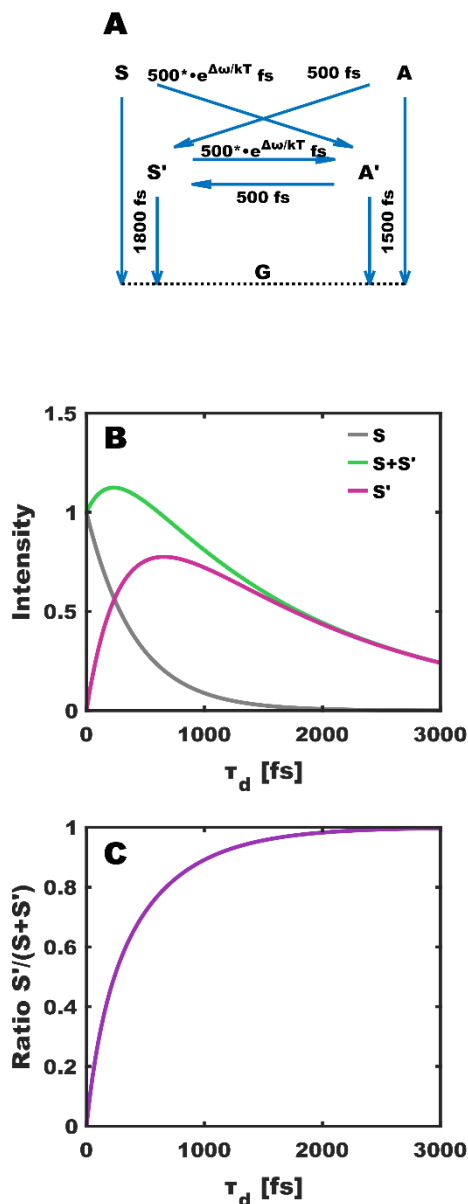 A
S 500*·e^Δω/kT fs 500 fs A
500*·e^Δω/kT fs
S' A'
500 fs
1800 fs
1500 fs
G
B
S
S+S'
S'
Intensity
1.5
1
0.5
0
0 1000 2000 3000
τ_d [fs]
C
Ratio S'/(S+S')
1
0.8
0.6
0.4
0.2
0
0 1000 2000 3000
τ_d [fs]